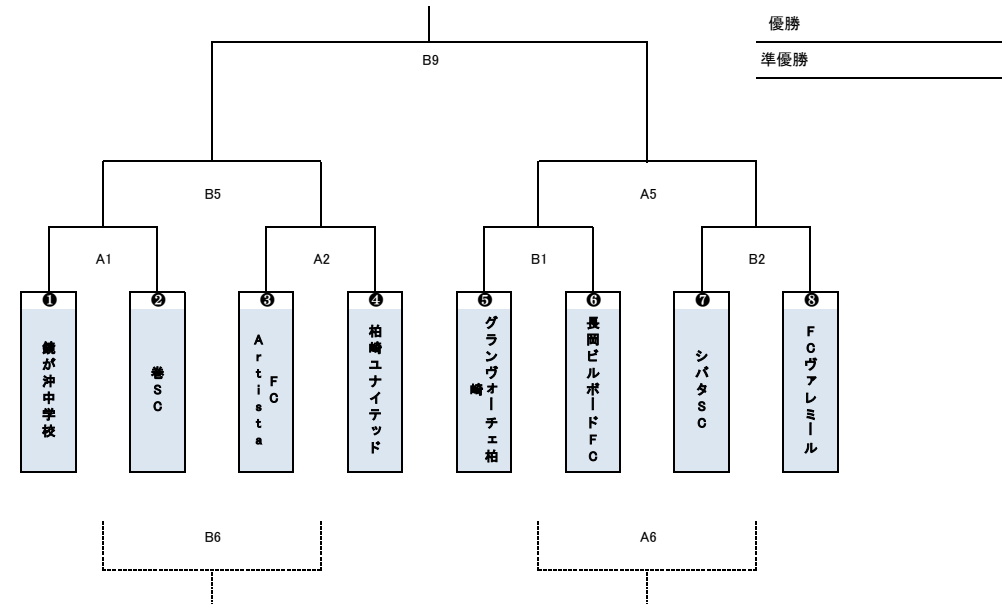 優勝
B9
準優勝
B5
A5
A1
A2
B1
B2
❶
❷
❸
❹
❺
❻
❼
❽
鏡が沖中学校
巻SC
FC
Artista
柏崎ユナイテッド
グランヴォーチェ柏
崎
長岡ビルボードFC
シバタSC
FCヴァレミール
B6
A6